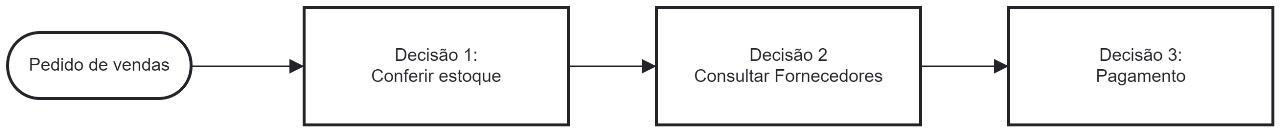 Pedido de vendas
Decisão 1:
Conferir estoque
Decisão 2
Consultar Fornecedores
Decisão 3:
Pagamento